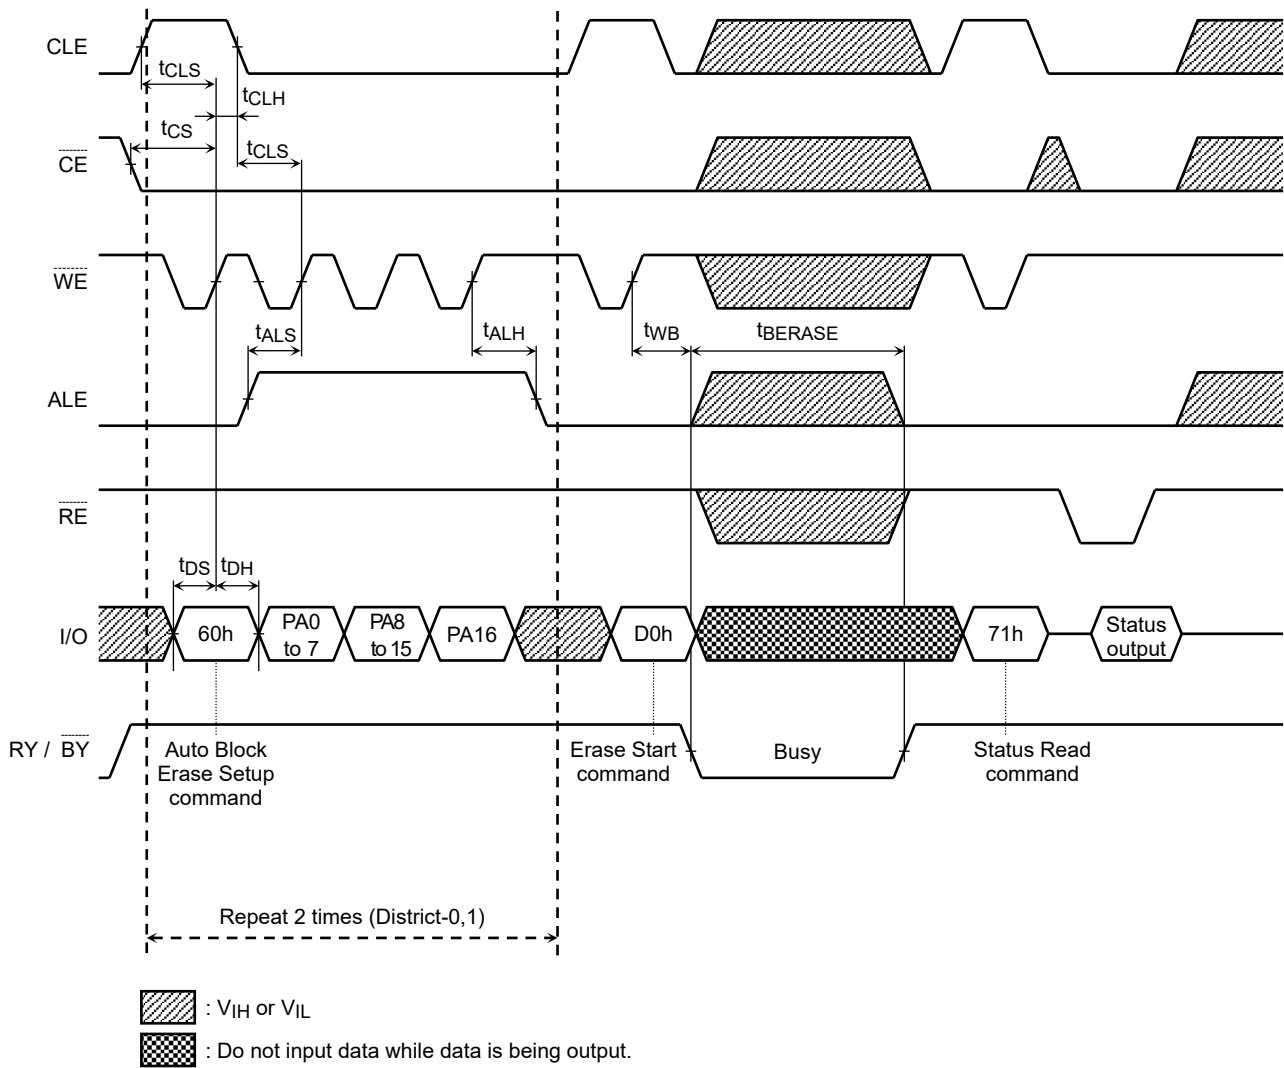 CLE
tCLS
tCLH
tCS
CE
tCLS
WE
tALS
tALH
tWB
tBERASE
ALE
RE
tDS
tDH
I/O
60h
PA0
to 7
PA8
to 15
PA16
D0h
71h
Status
output
RY / BY
Auto Block
Erase Setup
command
Erase Start
command
Busy
Status Read
command
Repeat 2 times (District-0,1)
: VIH or VIL
: Do not input data while data is being output.